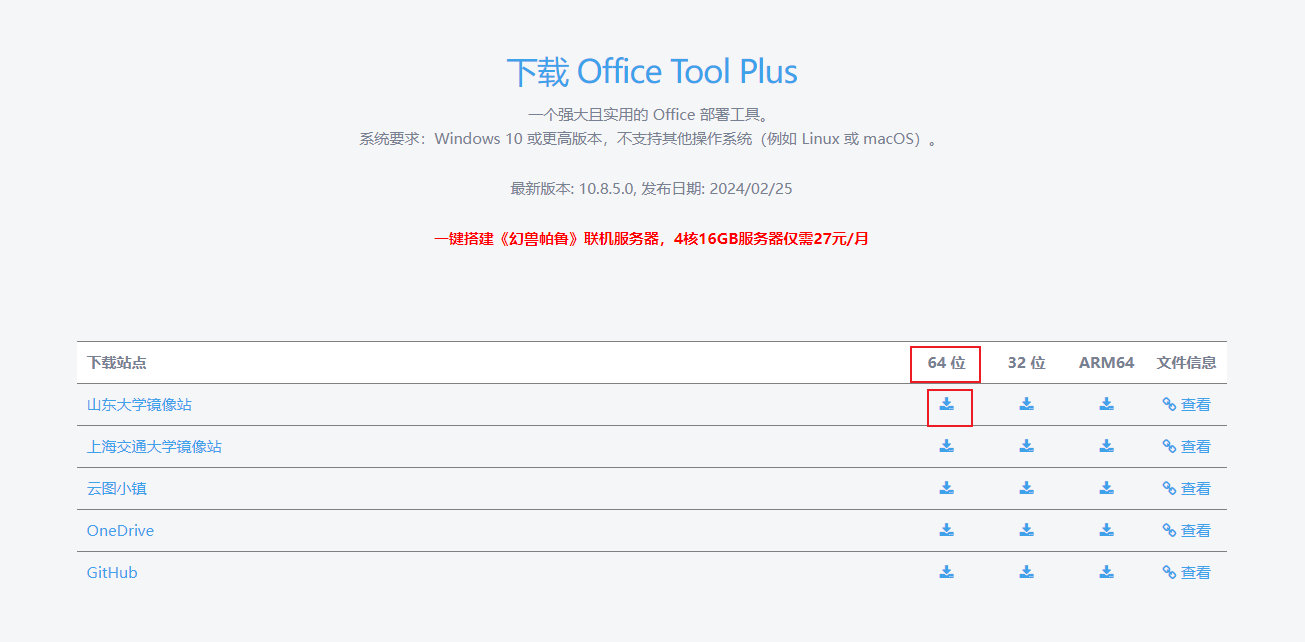 下载 Office Tool Plus
一个强大且实用的 Office 部署工具。
系统要求：Windows 10 或更高版本，不支持其他操作系统（例如 Linux 或 macOS）。
最新版本: 10.8.5.0, 发布日期: 2024/02/25
一键搭建《幻兽帕鲁》联机服务器，4核16GB服务器仅需27元/月
下载站点 64 位 32 位 ARM64 文件信息
山东大学镜像站 查看
上海交通大学镜像站 查看
云图小镇 查看
OneDrive 查看
GitHub 查看